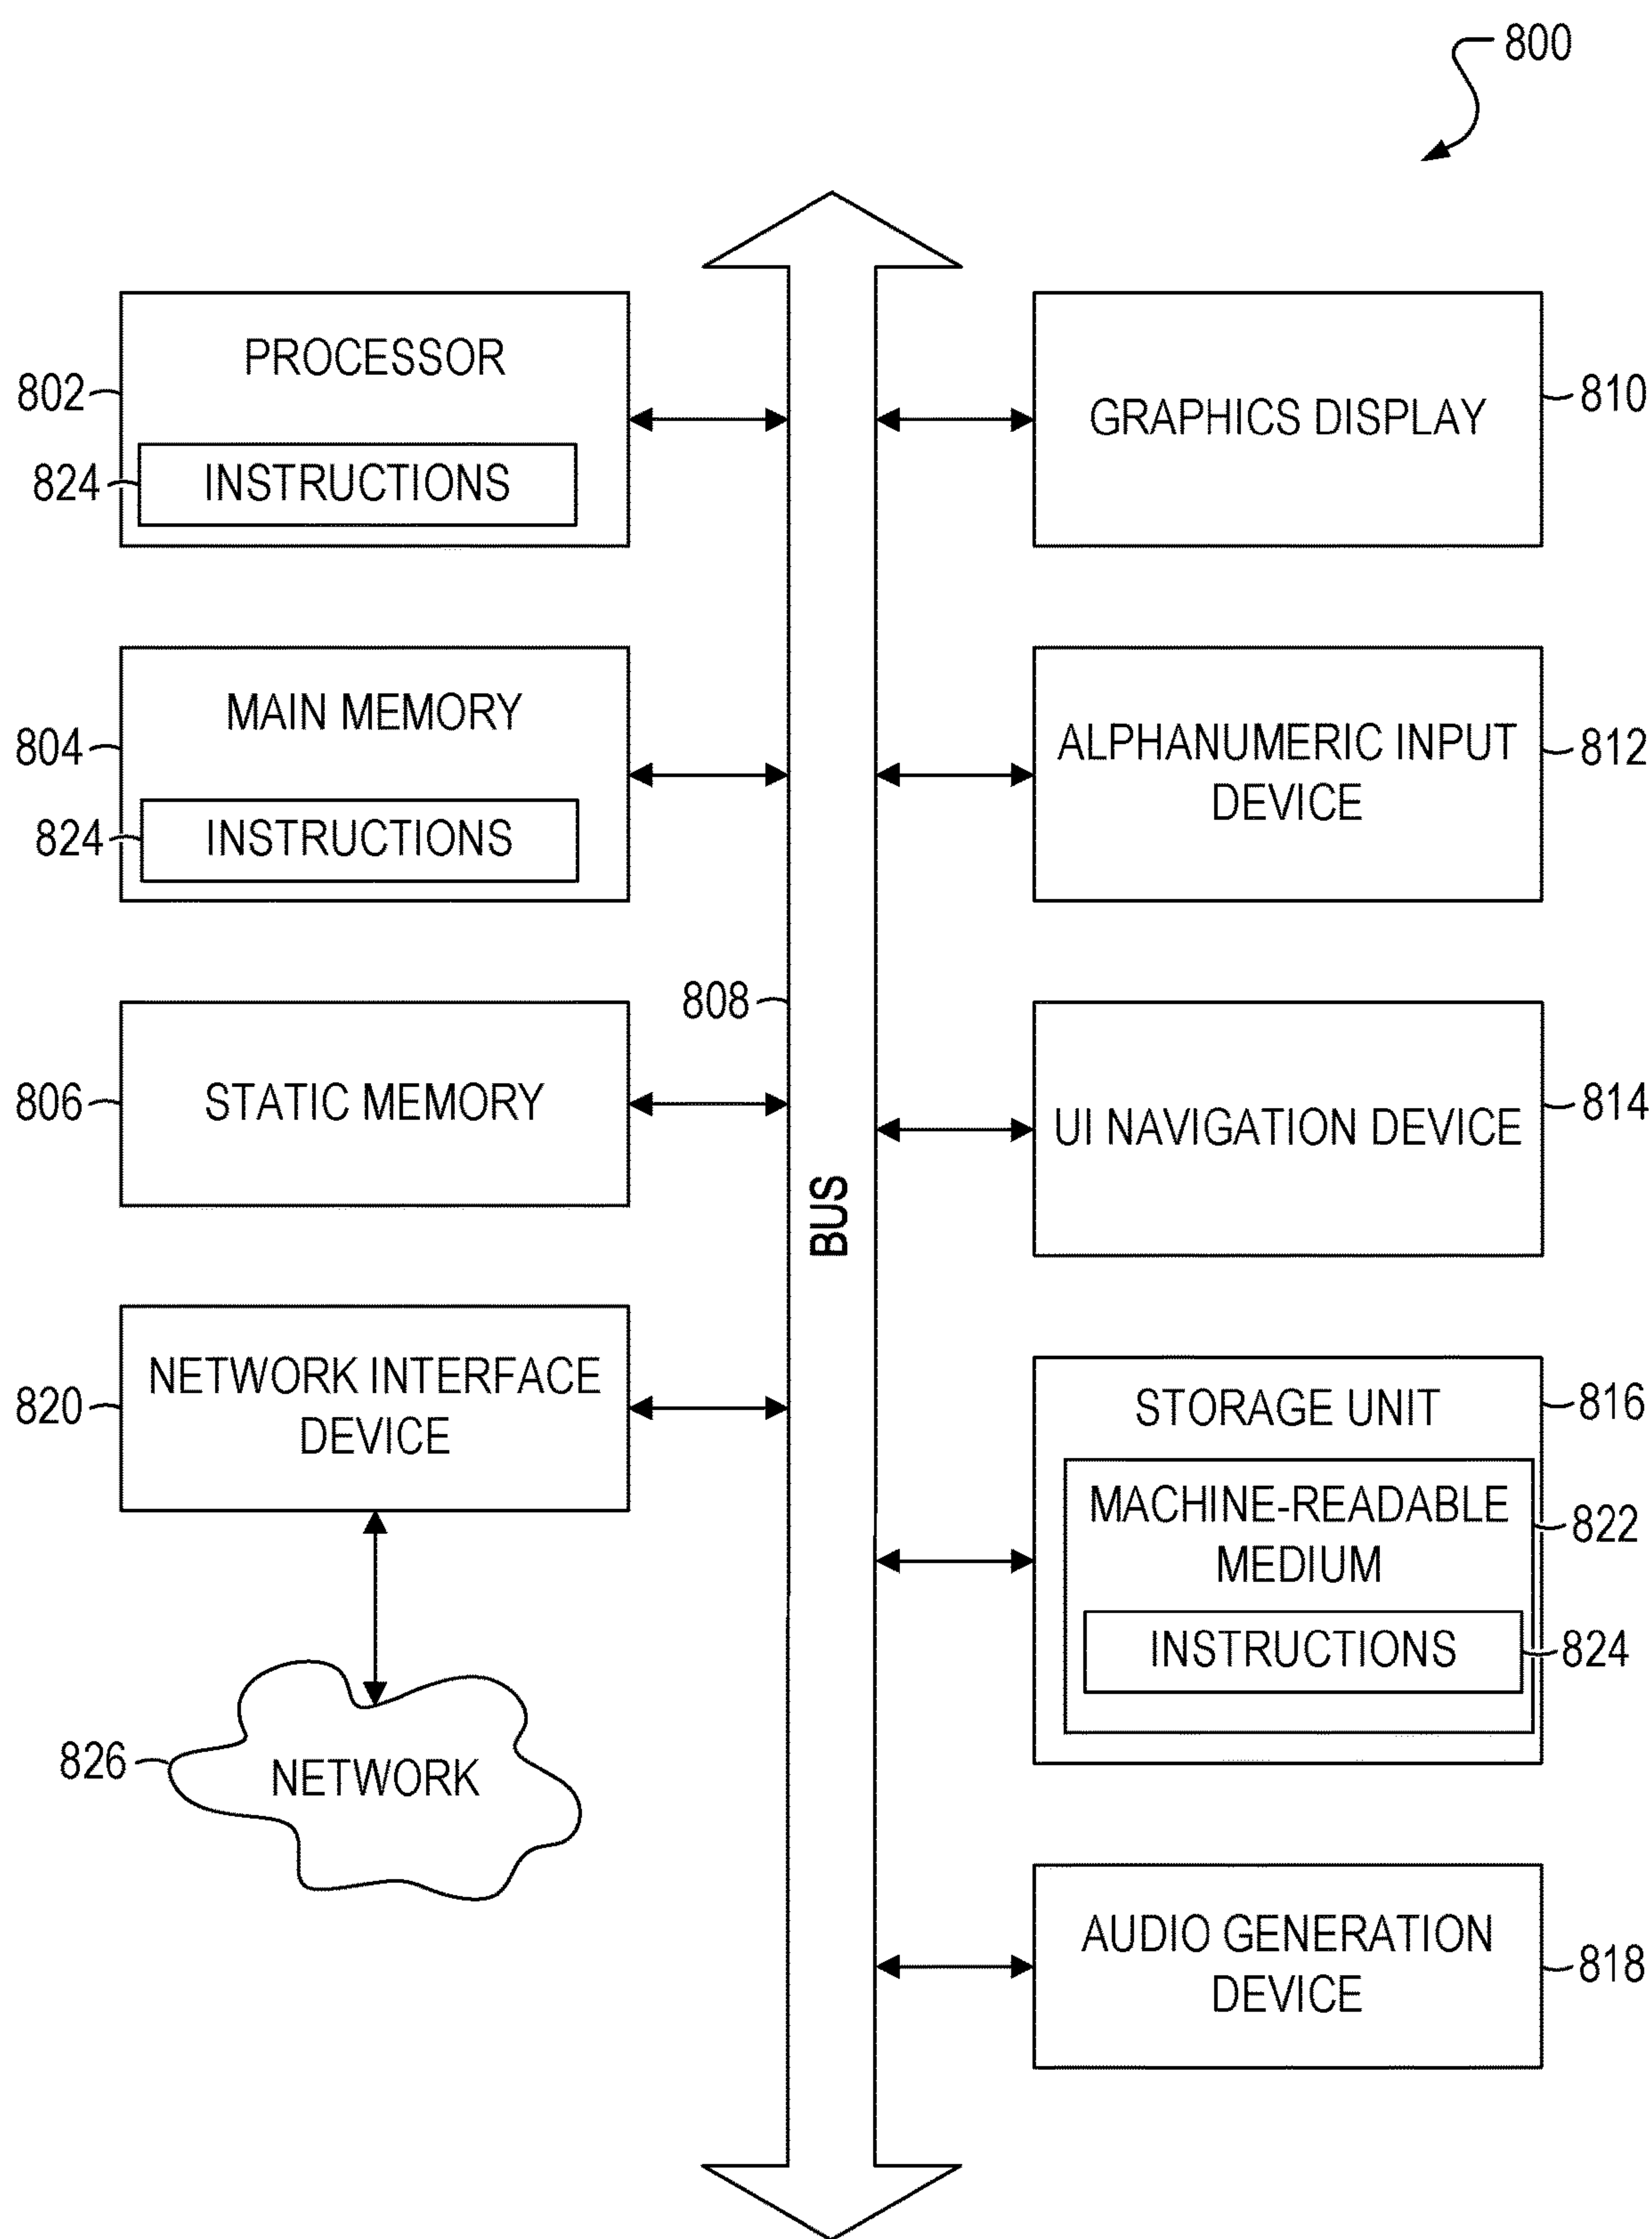 800
PROCESSOR
802
824
INSTRUCTIONS
MAIN MEMORY
804
824
INSTRUCTIONS
808
806
STATIC MEMORY
BUS
820
NETWORK INTERFACE
DEVICE
826
NETWORK
GRAPHICS DISPLAY
810
ALPHANUMERIC INPUT
DEVICE
812
UI NAVIGATION DEVICE
814
STORAGE UNIT
816
MACHINE-READABLE
MEDIUM
822
INSTRUCTIONS
824
AUDIO GENERATION
DEVICE
818